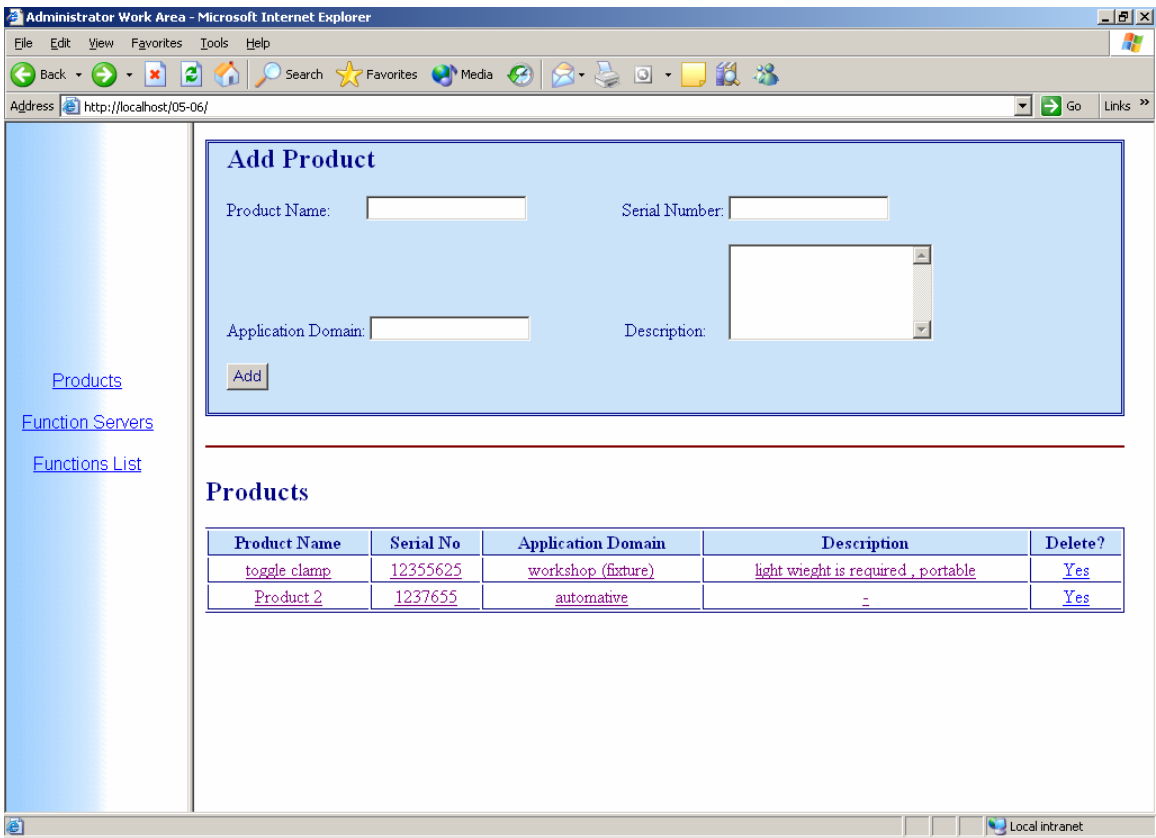 Administrator Work Area - Microsoft Internet Explorer
File Edit View Favorites Tools Help
Back Search Favorites Media
Address http://localhost/05-06/ Go Links »
Add Product
Product Name: Serial Number:
Application Domain: Description:
Add
Products
Function Servers
Functions List
Products
Product Name Serial No Application Domain Description Delete?
toggle clamp 12355625 workshop (fixture) light wieght is required , portable Yes
Product 2 1237655 automative - Yes
Local intranet